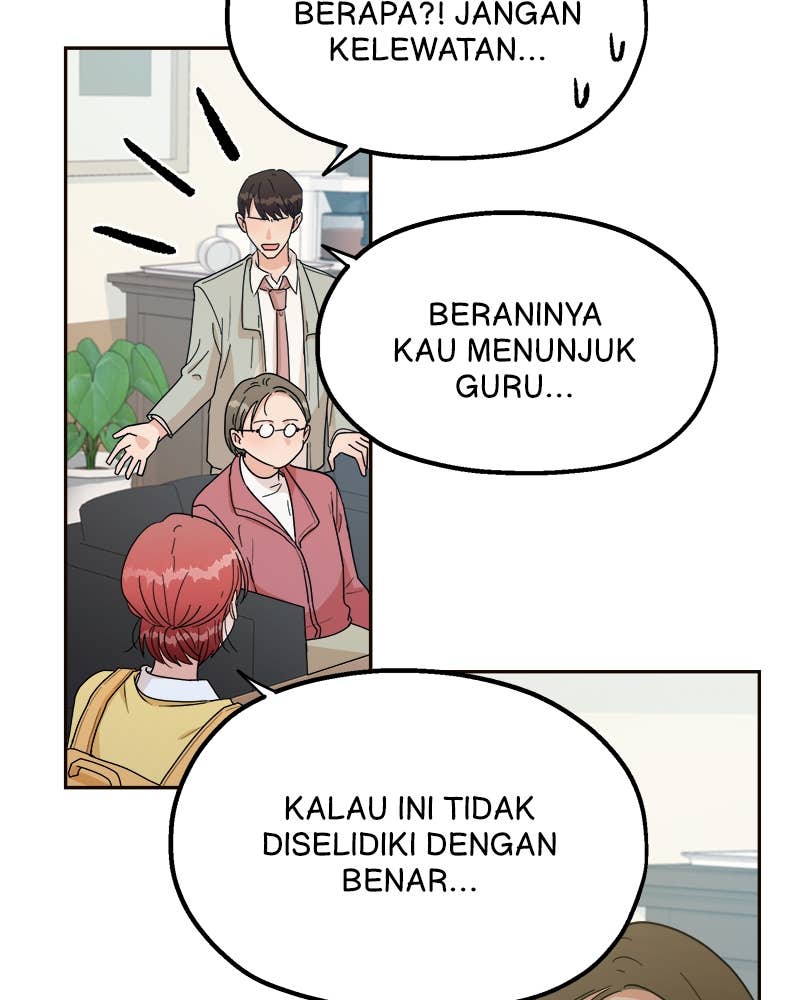 BERAPA?! JANGAN
KELEWATAN...
BERANINYA
KAU MENUNJUK
GURU...
KALAU INI TIDAK
DISELIDIKI DENGAN
BENAR...